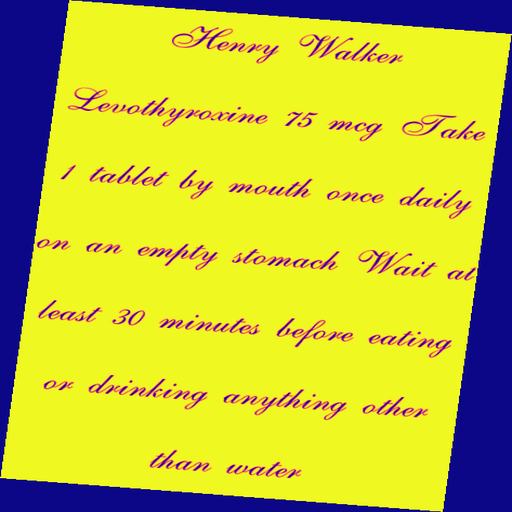 Henry Walker
Levothyroxine 75 mcg Take
1 tablet by mouth once daily
on an empty stomach Wait at
least 30 minutes before eating
or drinking anything other
than water